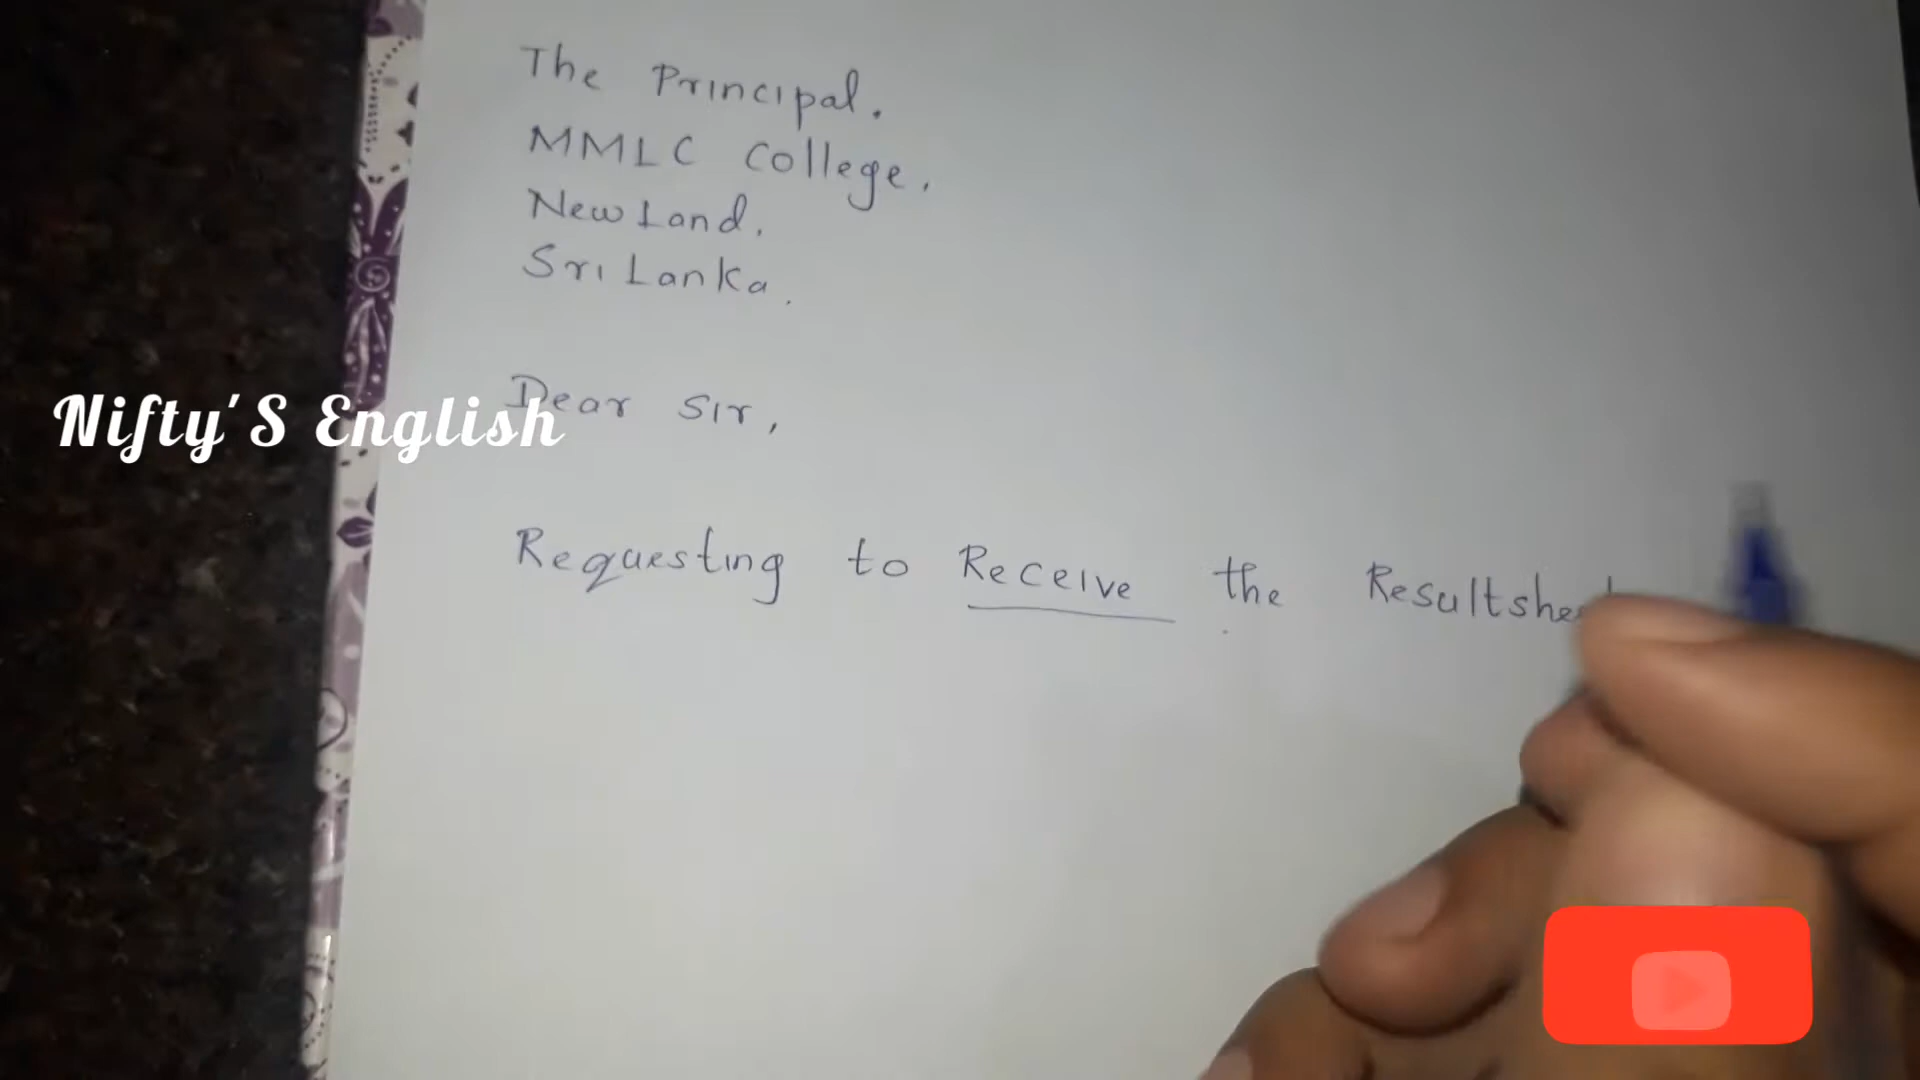 The Principal.
MMLC College,
New Land,
Sri Lanka.
Dear Sir,
Nifty'S English
Requesting to Receive the